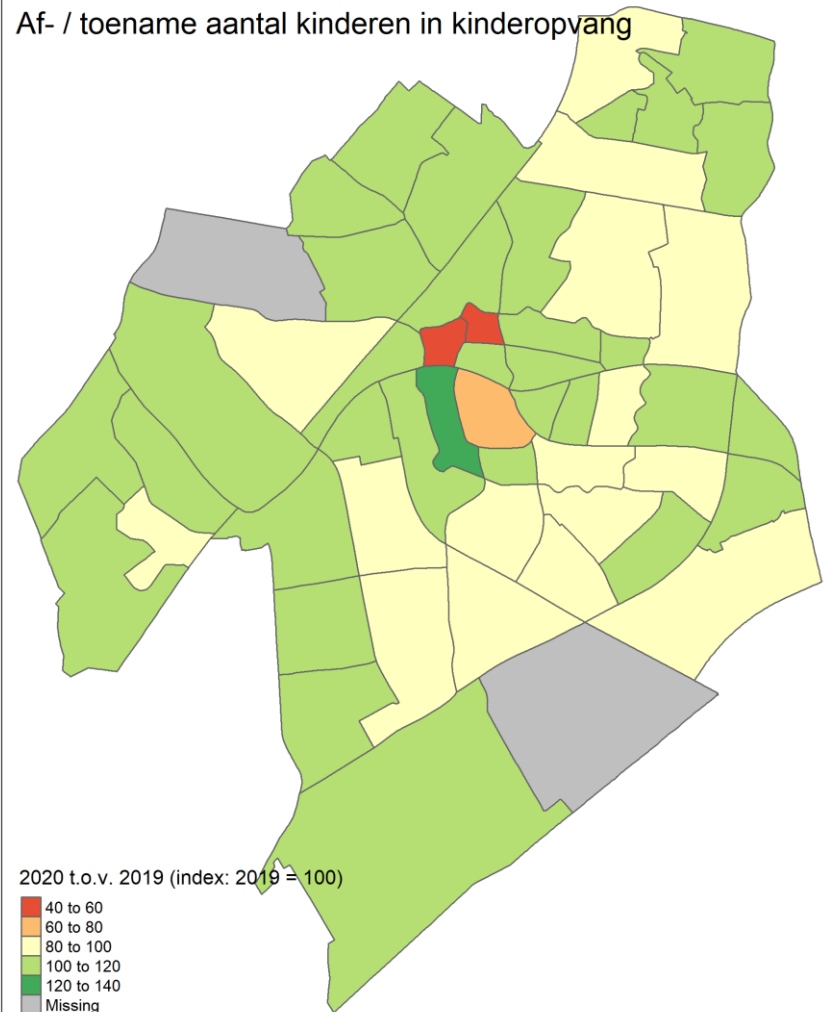 Af- / toename aantal kinderen in kinderopvang
2020 t.o.v. 2019 (index: 2019 = 100)
40 to 60
60 to 80
80 to 100
100 to 120
120 to 140
Missing